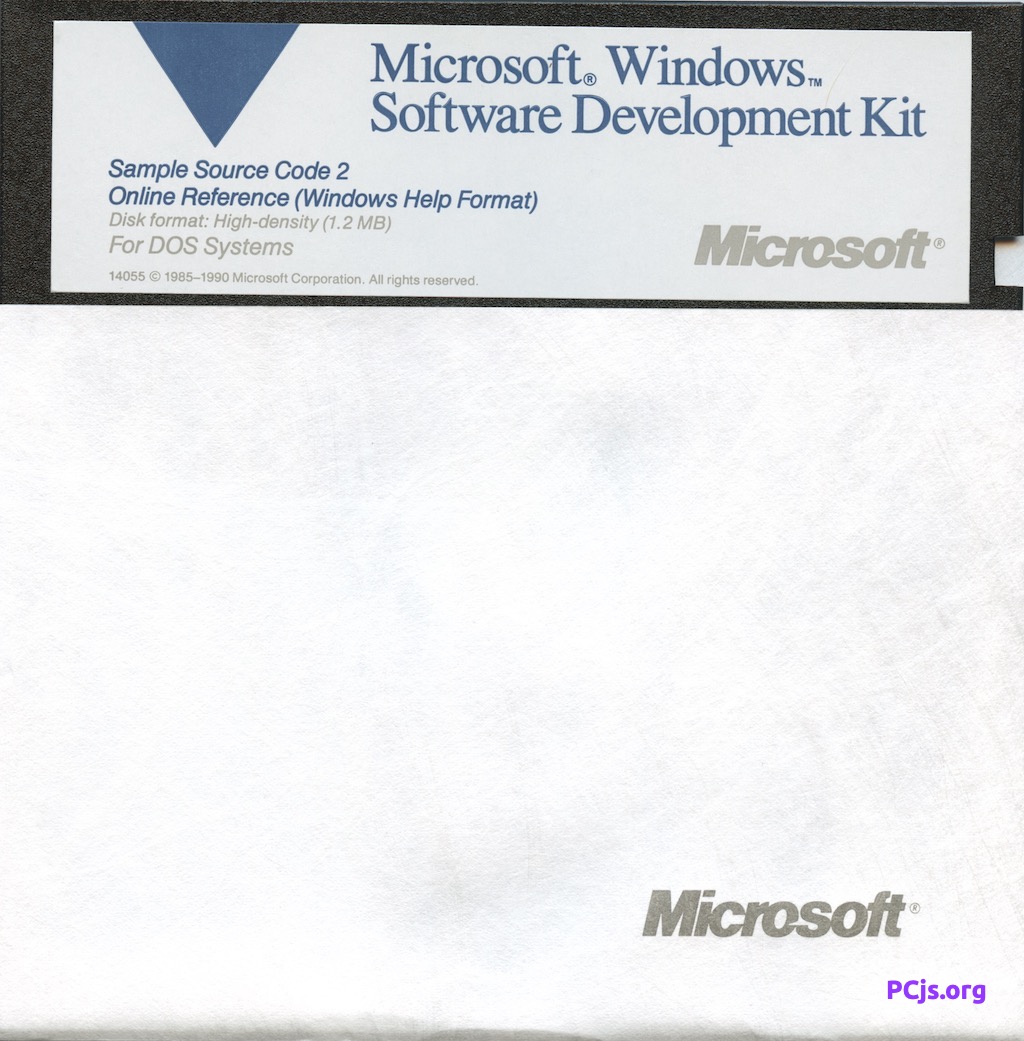 Microsoft® Windows™
Software Development Kit
Sample Source Code 2
Online Reference (Windows Help Format)
Disk format: High-density (1.2 MB)
For DOS Systems
Microsoft®
14055 © 1985–1990 Microsoft Corporation. All rights reserved.
Microsoft®
PCjs.org